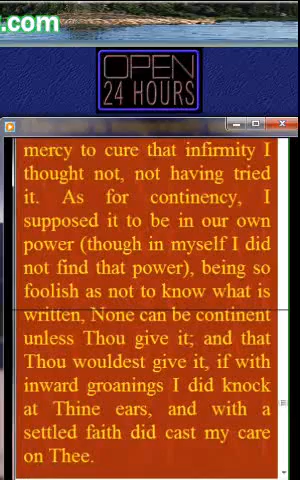 .com
OPEN
24 HOURS
mercy to cure that infirmity I
thought not, not having tried
it. As for continency, I
supposed it to be in our own
power (though in myself I did
not find that power), being so
foolish as not to know what is
written, None can be continent
unless Thou give it; and that
Thou wouldest give it, if with
inward groanings I did knock
at Thine ears, and with a
settled faith did cast my care
on Thee.